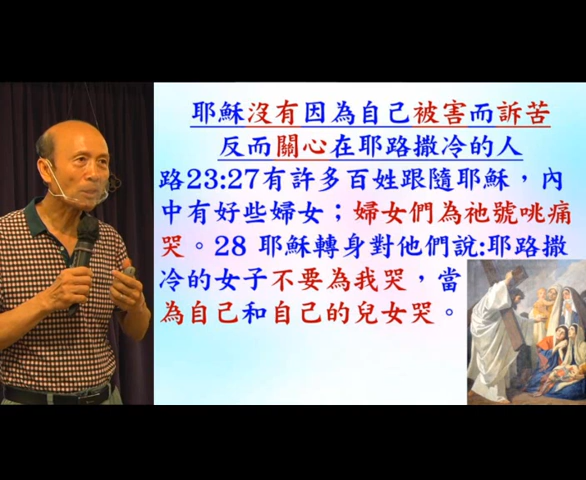 耶穌沒有因為自己被害而訴苦
反而關心在耶路撒冷的人
路23:27有許多百姓跟隨耶穌，內
中有好些婦女；婦女們為祂號咷痛
哭。28 耶穌轉身對他們說:耶路撒
冷的女子不要為我哭，當
為自己和自己的兒女哭。